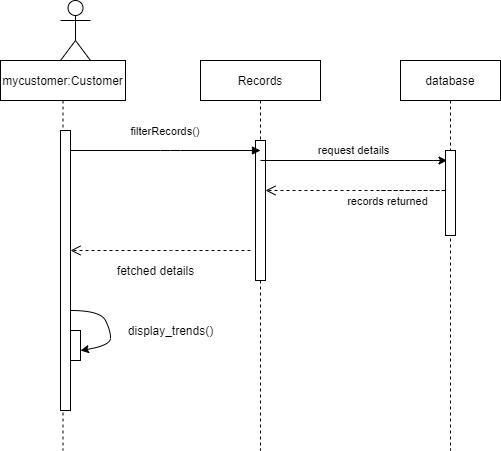 mycustomer:Customer
Records
database
filterRecords()
request details
records returned
fetched details
display_trends()